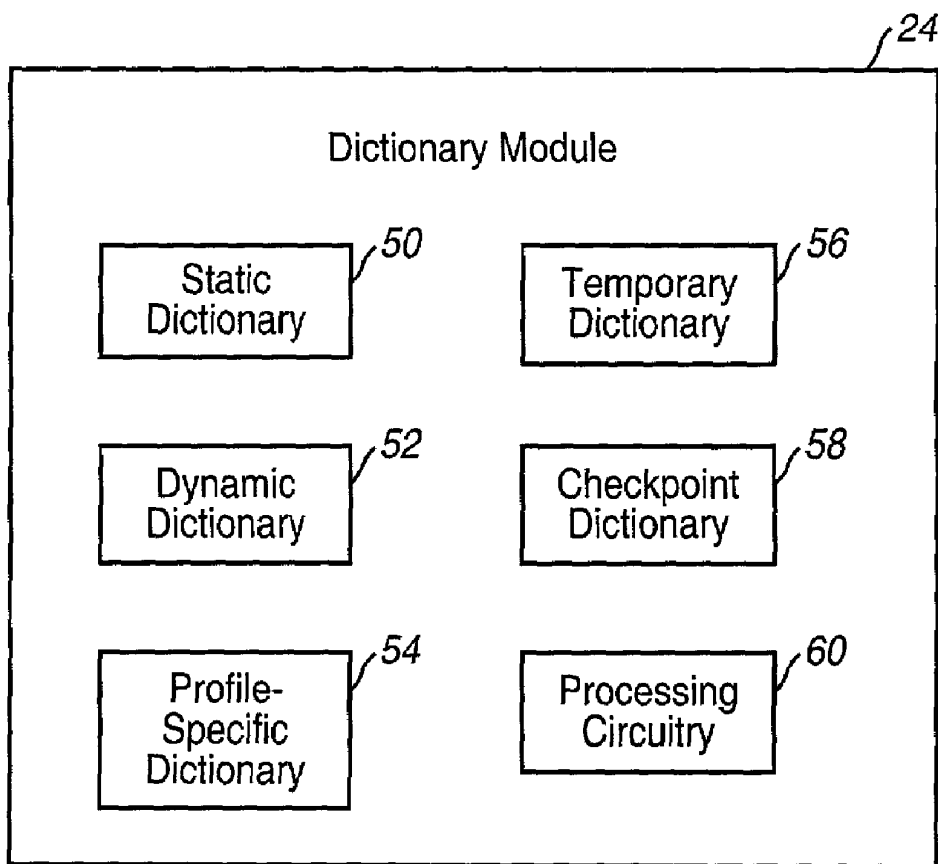 24
Dictionary Module
50
Static
Dictionary
56
Temporary
Dictionary
52
Dynamic
Dictionary
58
Checkpoint
Dictionary
54
Profile-
Specific
Dictionary
60
Processing
Circuitry